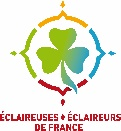 ÉCLAIREUSES • ÉCLAIREURS
DE FRANCE